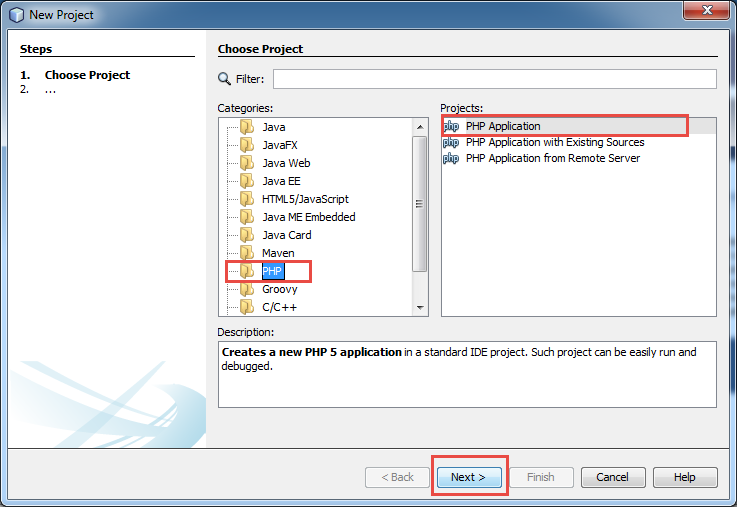 New Project
Steps
1. Choose Project
2. ...
Choose Project
Filter:
Categories:
Java
JavaFX
Java Web
Java EE
HTML5/JavaScript
Java ME Embedded
Java Card
Maven
PHP
Groovy
C/C++
Projects:
php PHP Application
php PHP Application with Existing Sources
php PHP Application from Remote Server
Description:
Creates a new PHP 5 application in a standard IDE project. Such project can be easily run and
debugged.
< Back
Next >
Finish
Cancel
Help